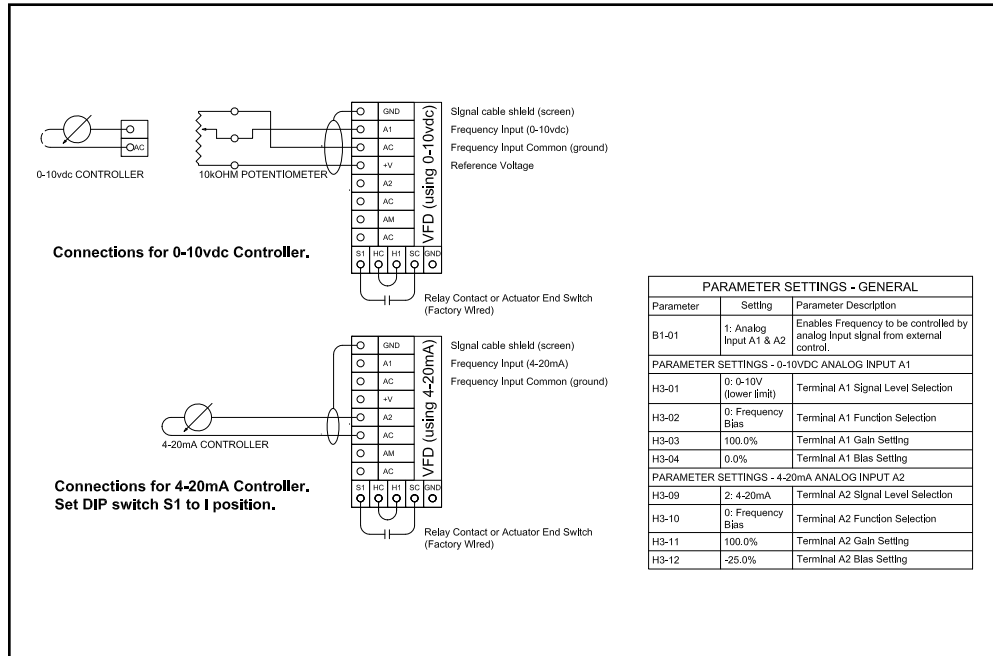 GND
A1
AC
+V
A2
AC
AM
AC
S1 HC H1 SC GND
VFD (using 0-10vdc)
Signal cable shield (screen)
Frequency Input (0-10vdc)
Frequency Input Common (ground)
Reference Voltage
AC
0-10vdc CONTROLLER
10kOHM POTENTIOMETER
Connections for 0-10vdc Controller.
Relay Contact or Actuator End Switch
(Factory Wired)
GND
A1
AC
+V
A2
AC
AM
AC
S1 HC H1 SC GND
VFD (using 4-20mA)
Signal cable shield (screen)
Frequency Input (4-20mA)
Frequency Input Common (ground)
4-20mA CONTROLLER
Connections for 4-20mA Controller.
Set DIP switch S1 to I position.
Relay Contact or Actuator End Switch
(Factory Wired)
PARAMETER SETTINGS - GENERAL
Parameter Setting Parameter Description
B1-01 1: Analog Input A1 & A2 Enables Frequency to be controlled by analog input signal from external control.
PARAMETER SETTINGS - 0-10VDC ANALOG INPUT A1
H3-01 0: 0-10V (lower limit) Terminal A1 Signal Level Selection
H3-02 0: Frequency Bias Terminal A1 Function Selection
H3-03 100.0% Terminal A1 Gain Setting
H3-04 0.0% Terminal A1 Bias Setting
PARAMETER SETTINGS - 4-20mA ANALOG INPUT A2
H3-09 2: 4-20mA Terminal A2 Signal Level Selection
H3-10 0: Frequency Bias Terminal A2 Function Selection
H3-11 100.0% Terminal A2 Gain Setting
H3-12 -25.0% Terminal A2 Bias Setting